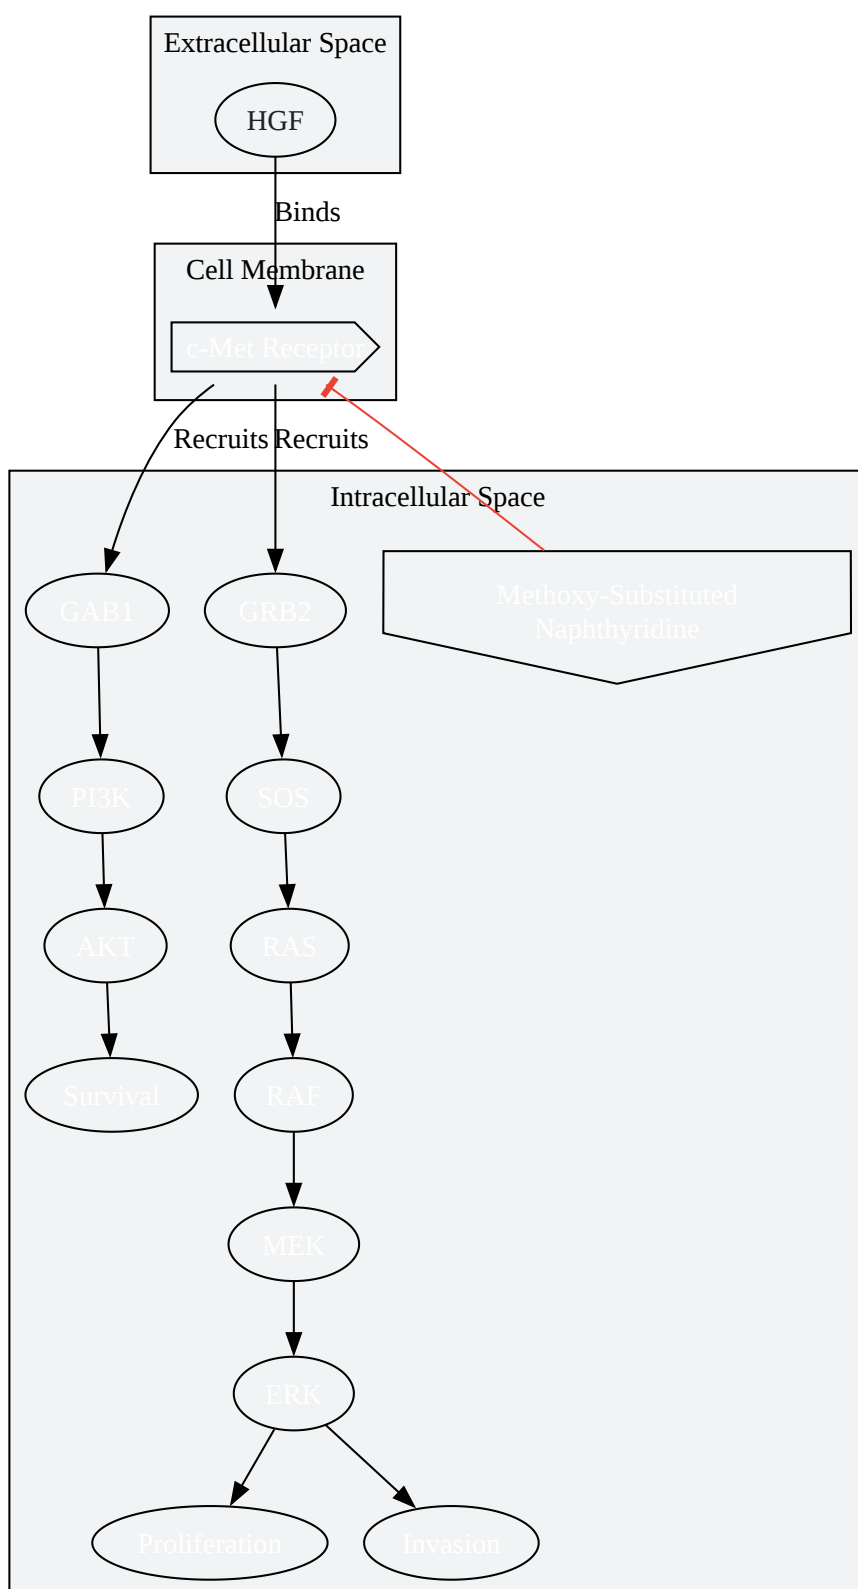 Extracellular Space
HGF
Binds
Cell Membrane
c-Met Receptor
Recruits
Recruits
Intracellular Space
GAB1
GRB2
Methoxy-Substituted
Naphthyridine
PI3K
SOS
AKT
RAS
Survival
RAF
MEK
ERK
Proliferation
Invasion